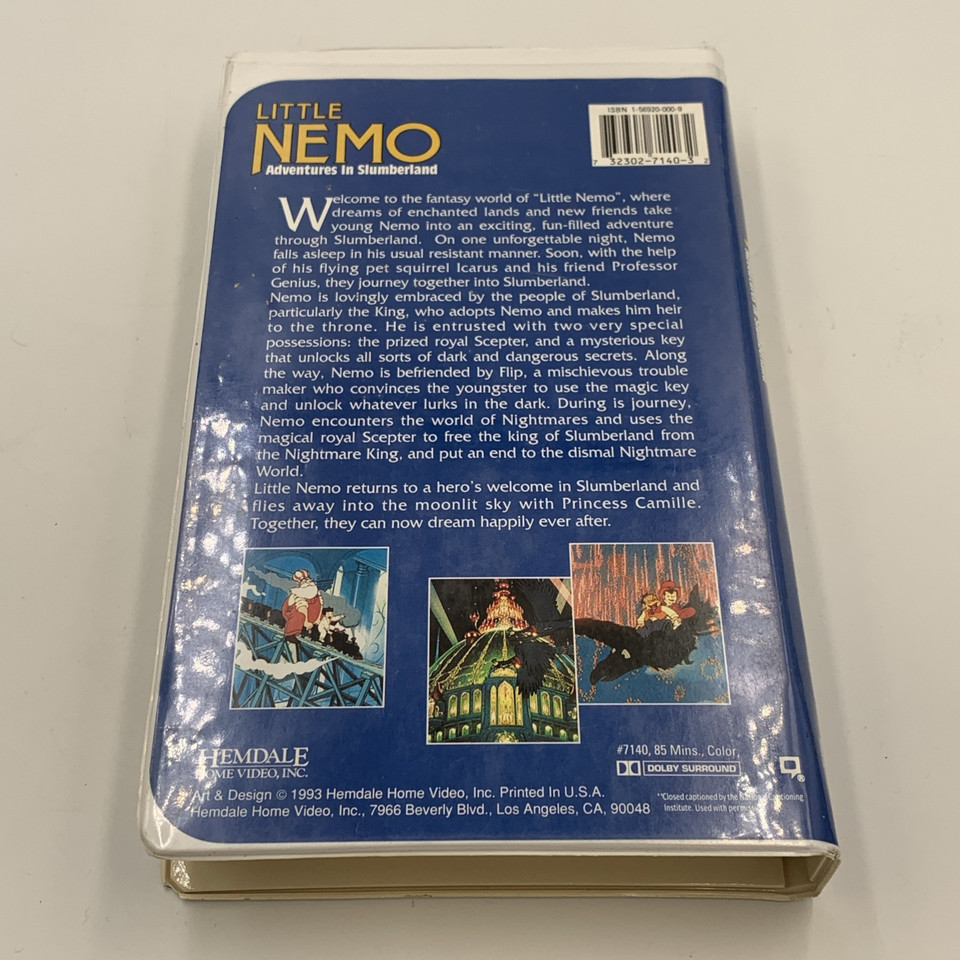 LITTLE
NEMO
Adventures In Slumberland
ISBN 1-56920-000-9
7 32302-7140-3 2
Welcome to the fantasy world of "Little Nemo", where
dreams of enchanted lands and new friends take
young Nemo into an exciting, fun-filled adventure
through Slumberland. On one unforgettable night, Nemo
falls asleep in his usual resistant manner. Soon, with the help
of his flying pet squirrel Icarus and his friend Professor
Genius, they journey together into Slumberland.
Nemo is lovingly embraced by the people of Slumberland,
particularly the King, who adopts Nemo and makes him heir
to the throne. He is entrusted with two very special
possessions: the prized royal Scepter, and a mysterious key
that unlocks all sorts of dark and dangerous secrets. Along
the way, Nemo is befriended by Flip, a mischievous trouble
maker who convinces the youngster to use the magic key
and unlock whatever lurks in the dark. During is journey,
Nemo encounters the world of Nightmares and uses the
magical royal Scepter to free the king of Slumberland from
the Nightmare King, and put an end to the dismal Nightmare
World.
Little Nemo returns to a hero's welcome in Slumberland and
flies away into the moonlit sky with Princess Camille.
Together, they can now dream happily ever after.
HEMDALE
HOME VIDEO, INC.
#7140, 85 Mins., Color,
DOLBY SURROUND
Art & Design © 1993 Hemdale Home Video, Inc. Printed In U.S.A.
Hemdale Home Video, Inc., 7966 Beverly Blvd., Los Angeles, CA, 90048
"Closed captioned by the National Captioning
Institute. Used with